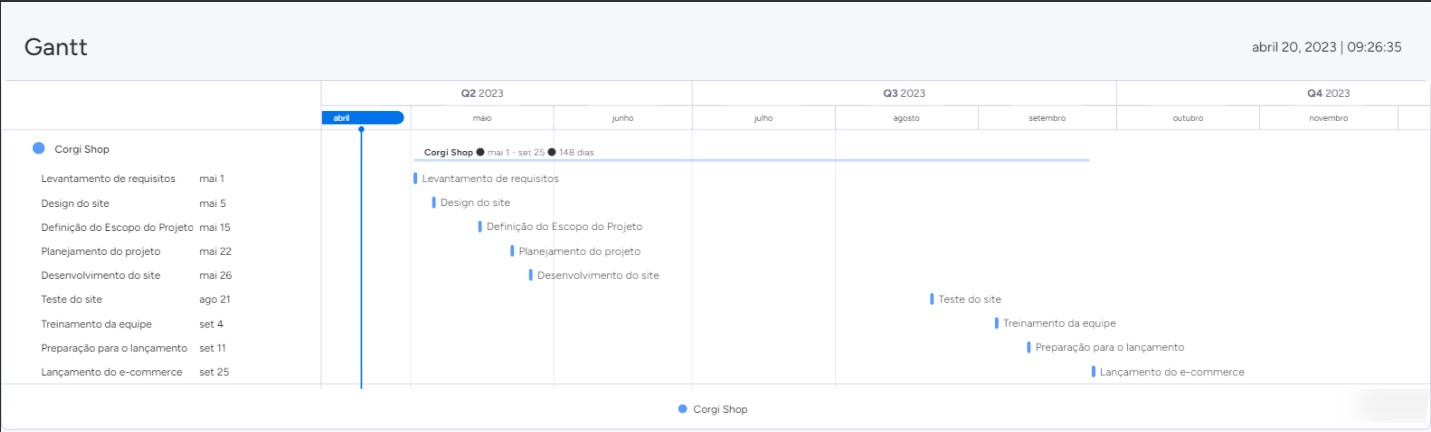 Gantt
abril 20, 2023 | 09:26:35
Q2 2023
Q3 2023
Q4 2023
abril
maio
junho
julho
agosto
setembro
outubro
novembro
Corgi Shop
Corgi Shop ● mai 1 - set 25 ● 148 dias
Levantamento de requisitos mai 1
Levantamento de requisitos
Design do site mai 5
Design do site
Definição do Escopo do Projeto mai 15
Definição do Escopo do Projeto
Planejamento do projeto mai 22
Planejamento do projeto
Desenvolvimento do site mai 26
Desenvolvimento do site
Teste do site ago 21
Teste do site
Treinamento da equipe set 4
Treinamento da equipe
Preparação para o lançamento set 11
Preparação para o lançamento
Lançamento do e-commerce set 25
Lançamento do e-commerce
Corgi Shop